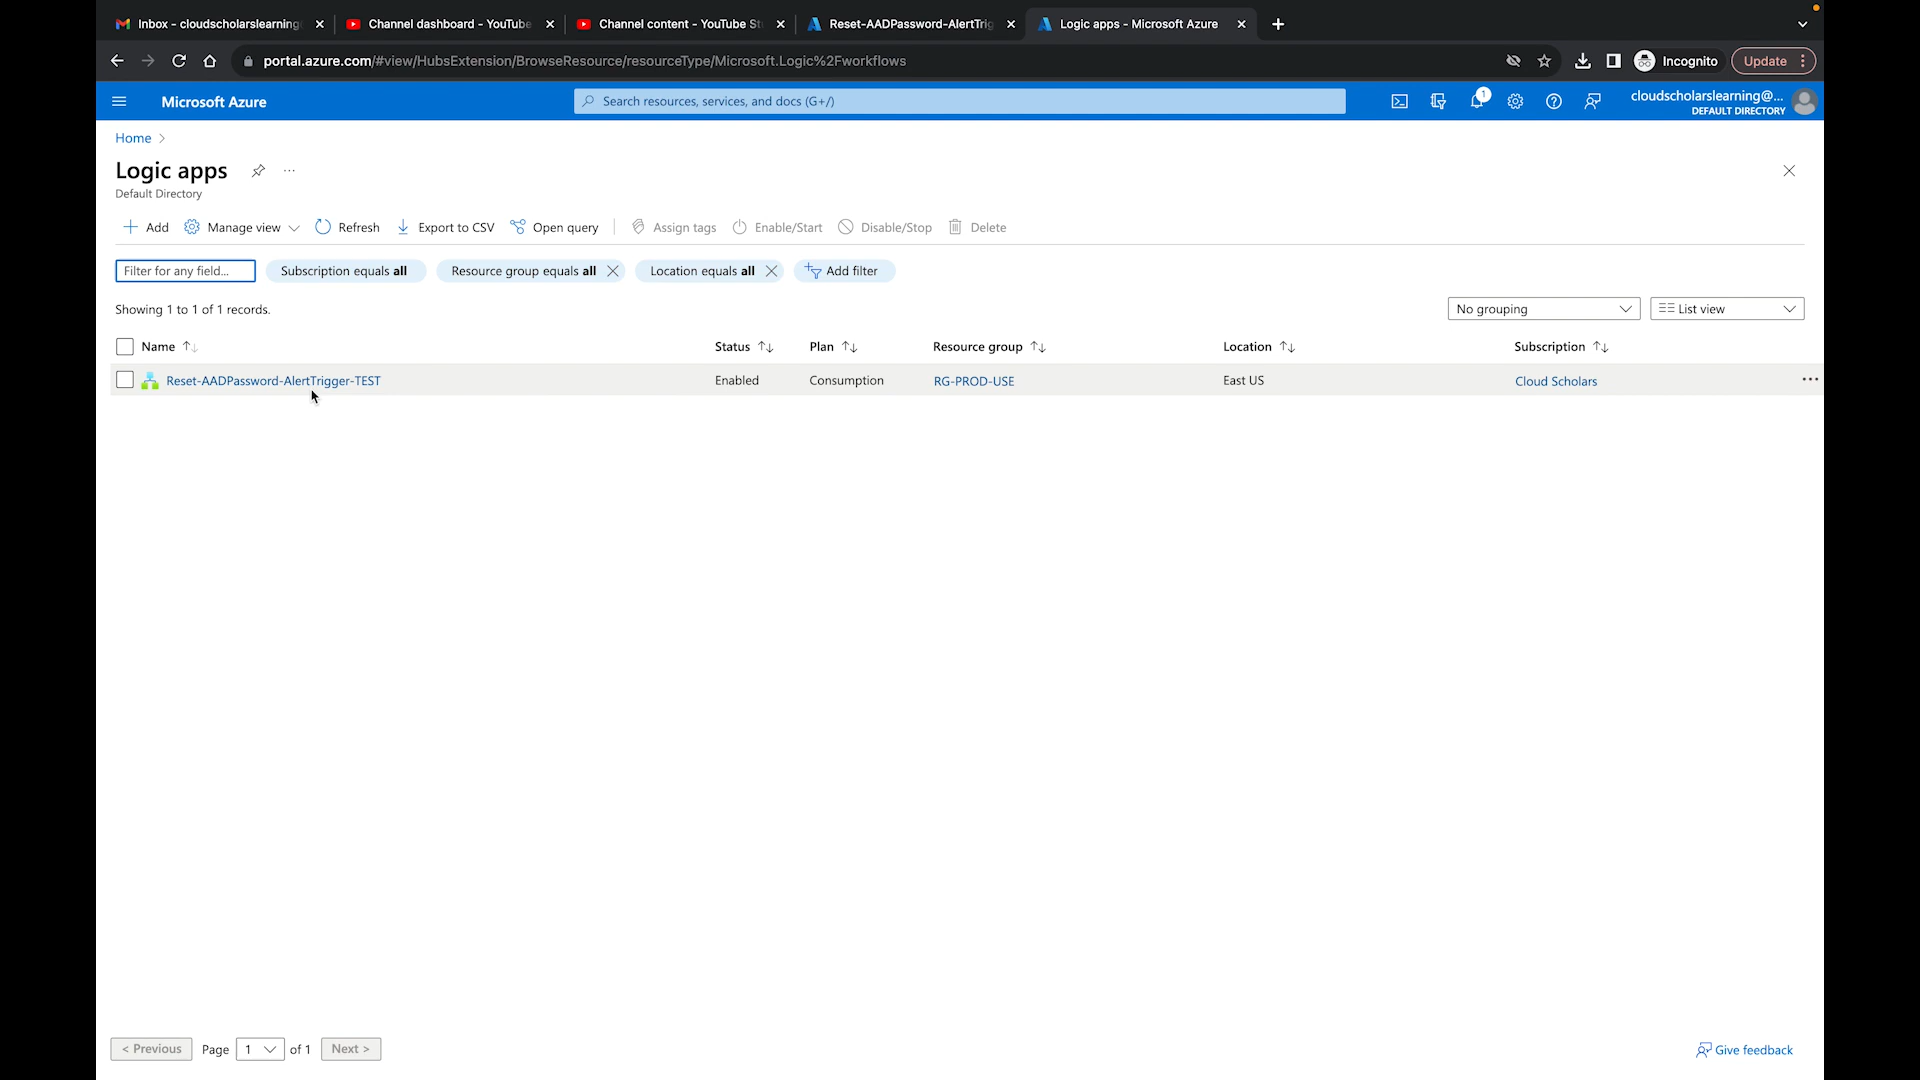 Inbox - cloudscholarslearning
Channel dashboard - YouTube
Channel content - YouTube St
Reset-AADPassword-AlertTrig
Logic apps - Microsoft Azure
portal.azure.com/#view/HubsExtension/BrowseResource/resourceType/Microsoft.Logic%2Fworkflows
Incognito
Update
Microsoft Azure
Search resources, services, and docs (G+/)
1
cloudscholarslearning@...
DEFAULT DIRECTORY
Home >
Logic apps
Default Directory
Add Manage view Refresh Export to CSV Open query Assign tags Enable/Start Disable/Stop Delete
Filter for any field... Subscription equals all Resource group equals all Location equals all Add filter
Showing 1 to 1 of 1 records.
No grouping List view
Name Status Plan Resource group Location Subscription
Reset-AADPassword-AlertTrigger-TEST Enabled Consumption RG-PROD-USE East US Cloud Scholars
< Previous Page 1 of 1 Next >
Give feedback